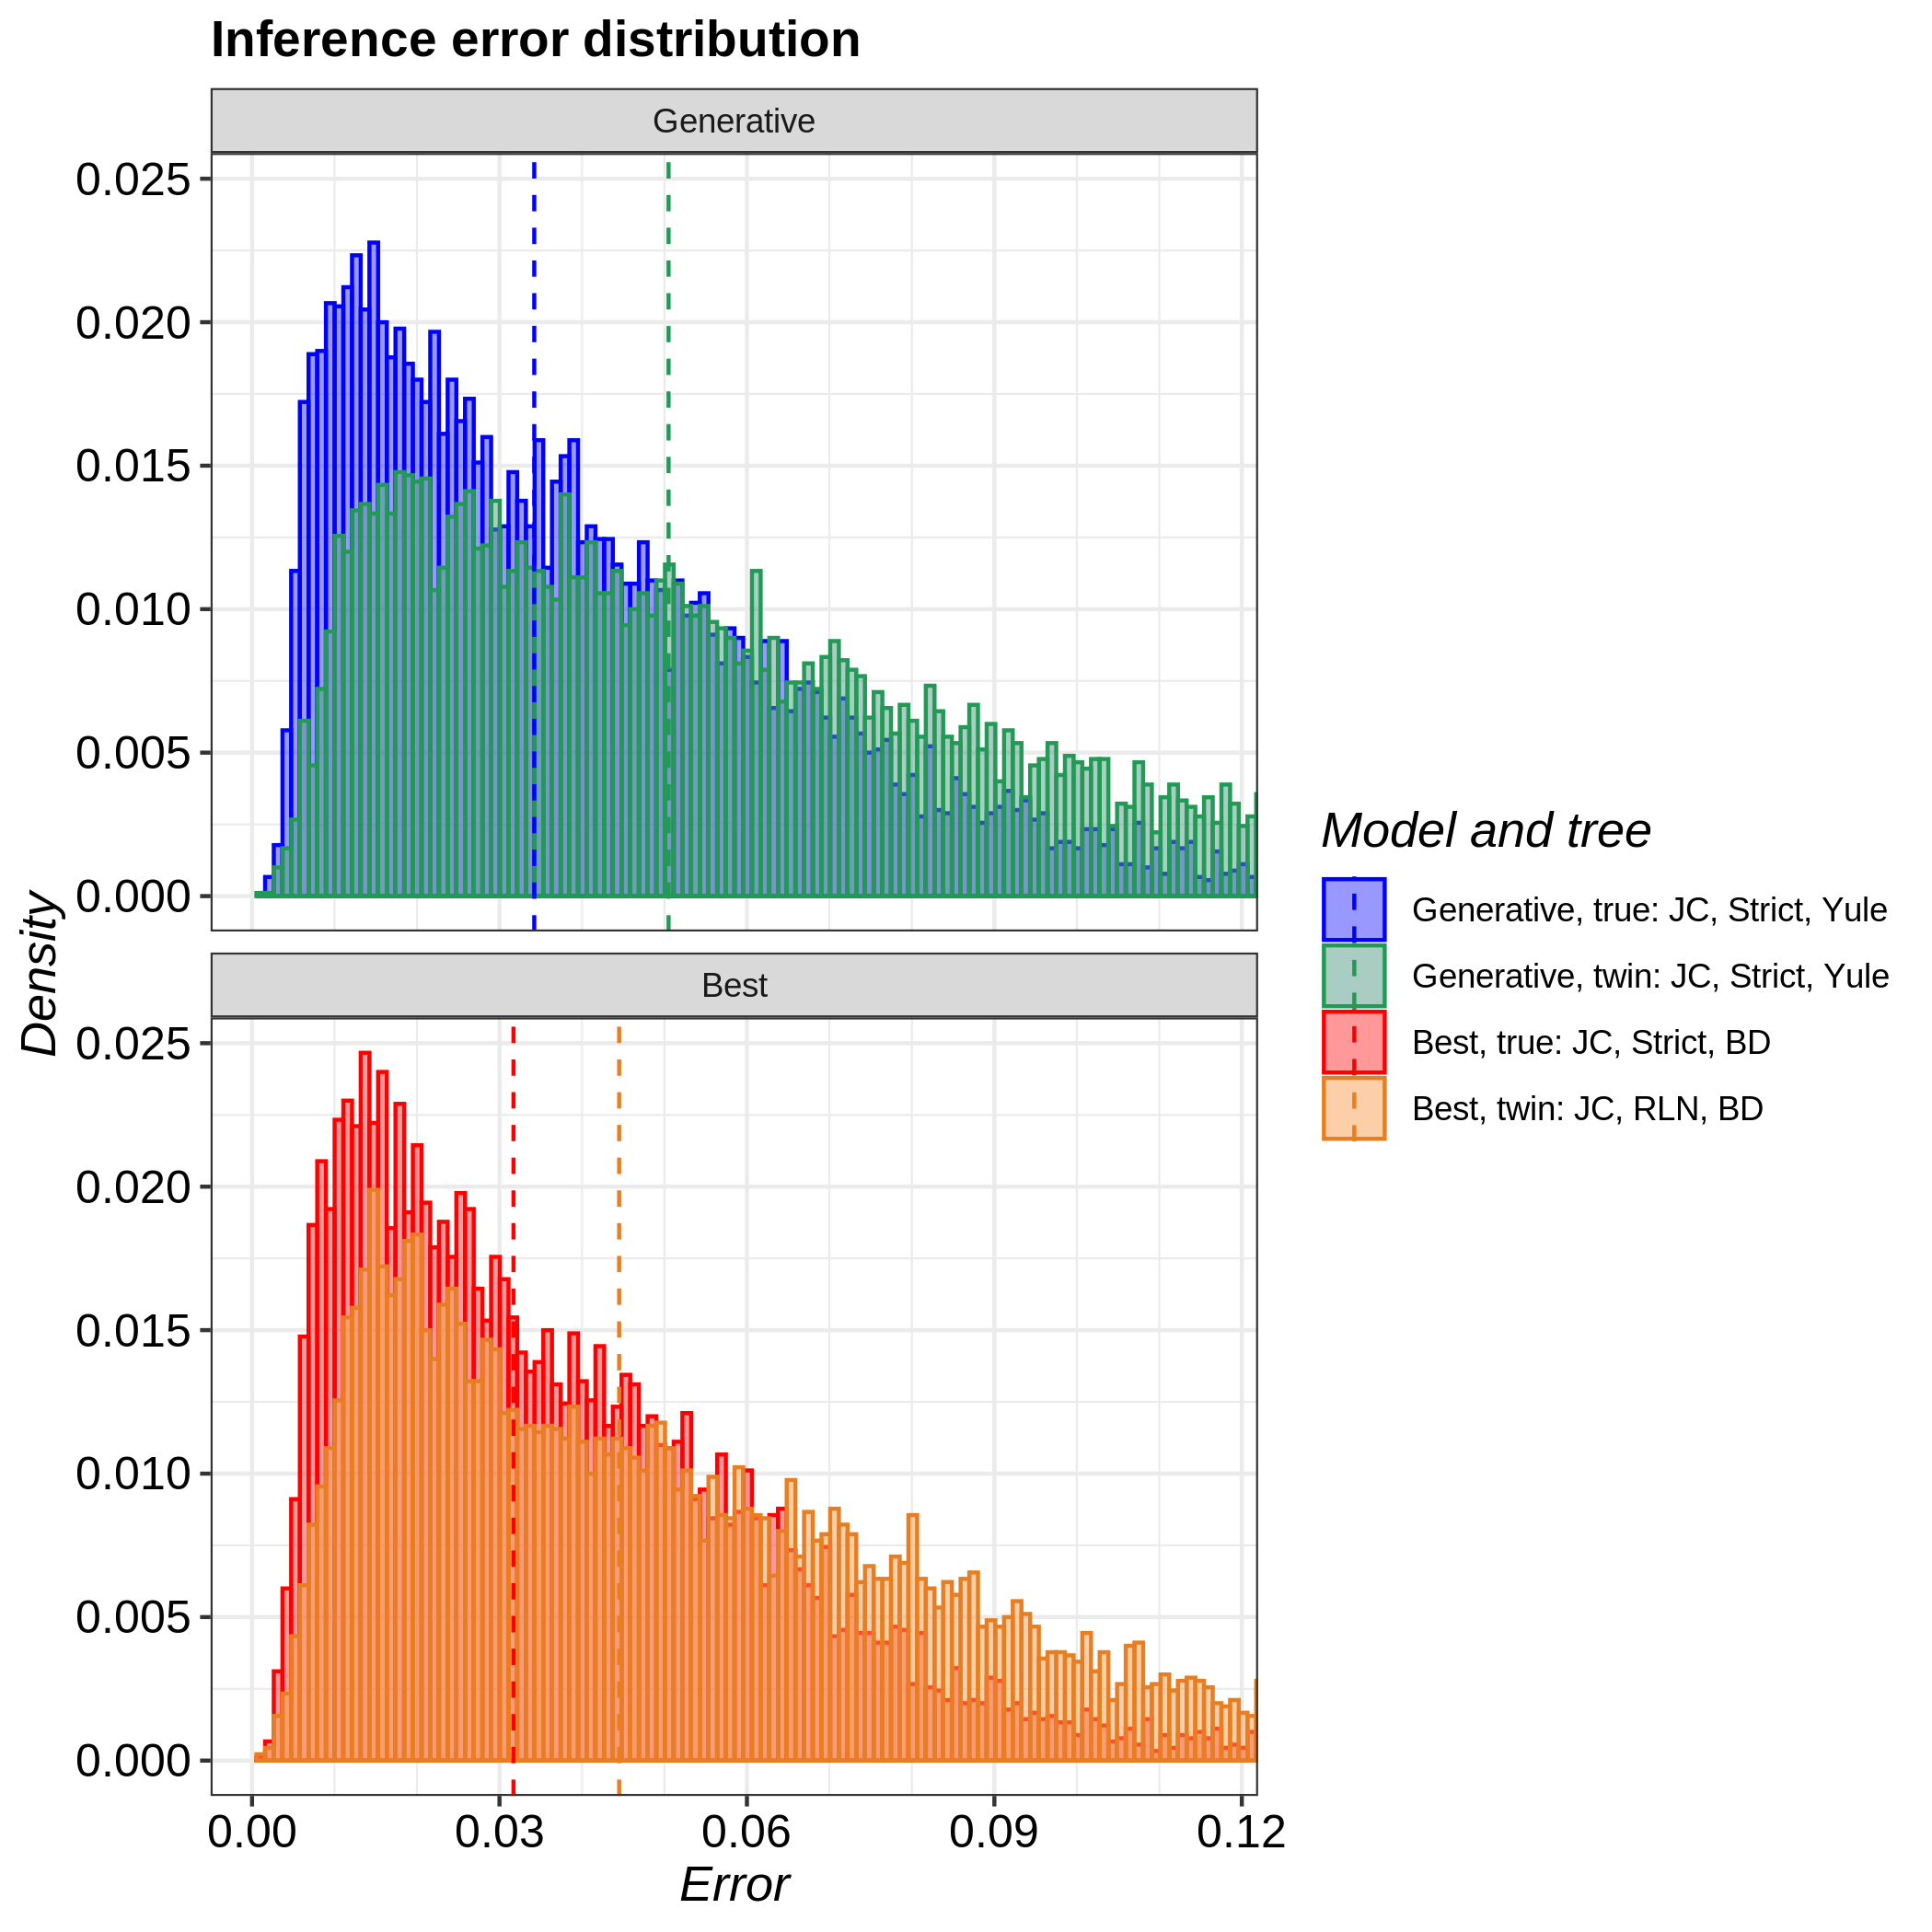 Inference error distribution
Generative
0.025
0.020
0.015
0.010
0.005
0.000
Best
0.025
0.020
0.015
0.010
0.005
0.000
0.00 0.03 0.06 0.09 0.12
Error
Density
Model and tree
Generative, true: JC, Strict, Yule
Generative, twin: JC, Strict, Yule
Best, true: JC, Strict, BD
Best, twin: JC, RLN, BD